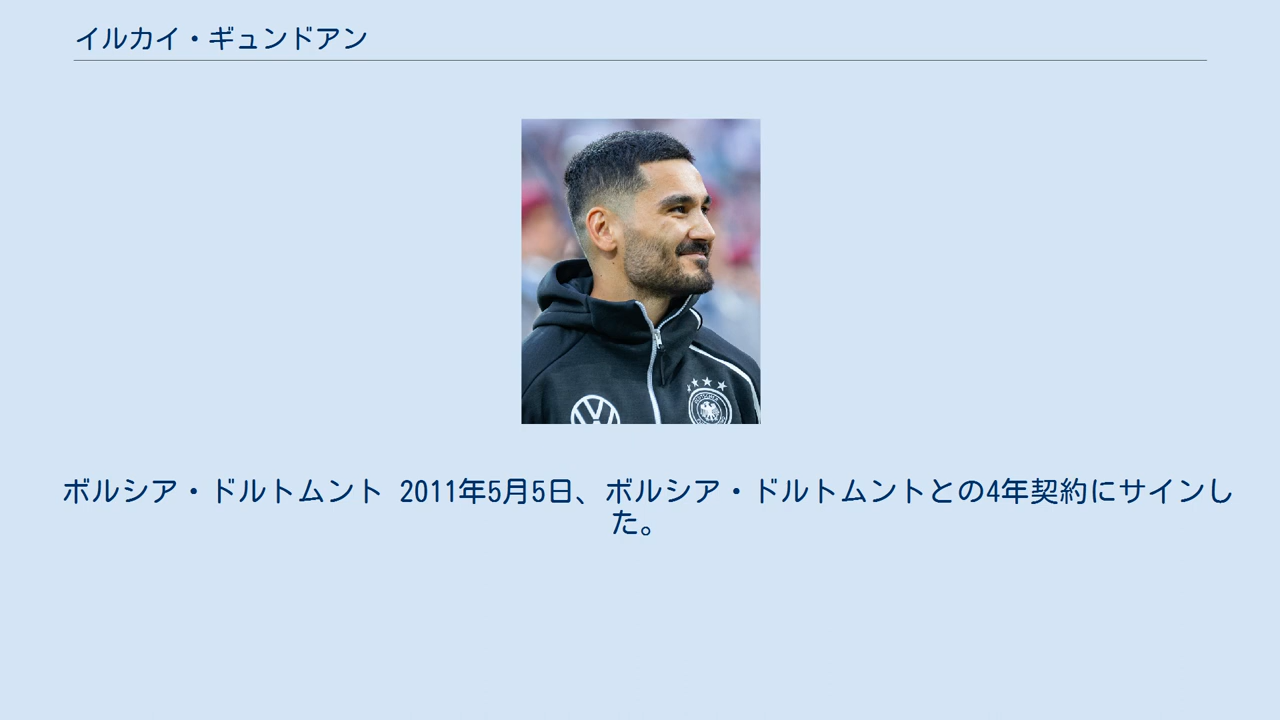 イルカイ・ギュンドアン
ボルシア・ドルトムント 2011年5月5日、ボルシア・ドルトムントとの4年契約にサインし
た。